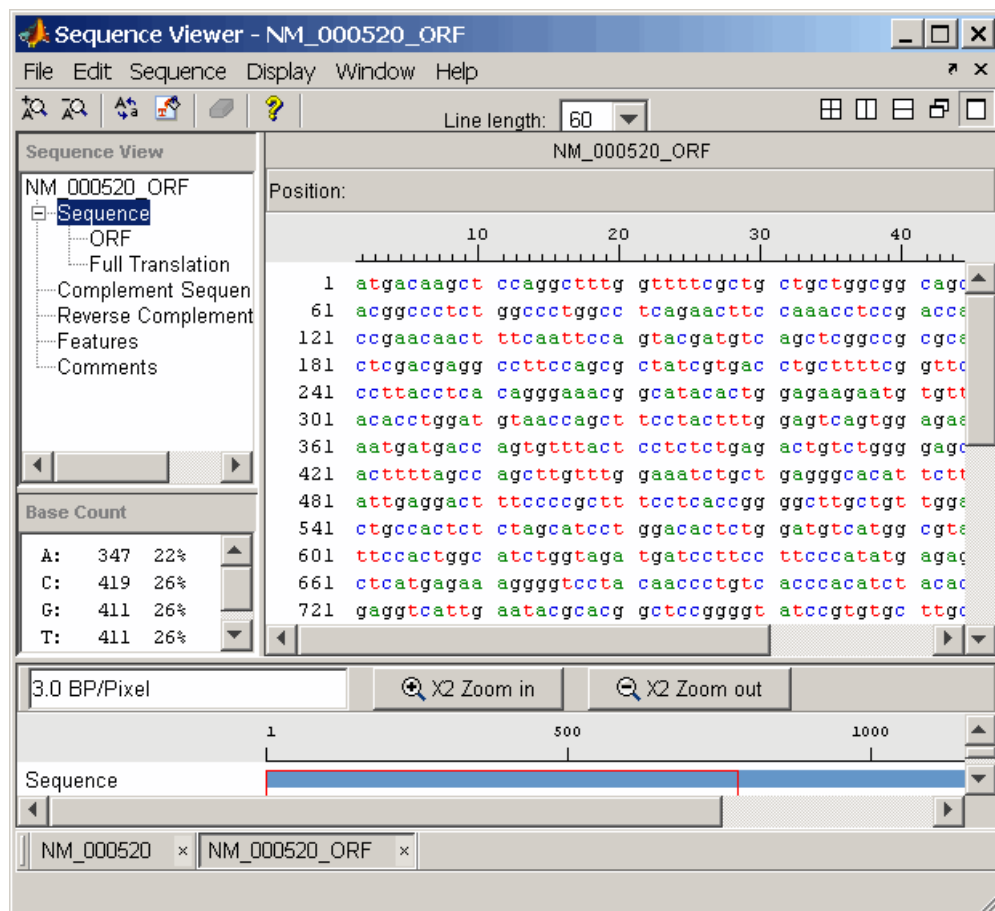 Sequence Viewer - NM_000520_ORF
File Edit Sequence Display Window Help
Line length: 60
Sequence View
NM_000520_ORF
Sequence
ORF
Full Translation
Complement Sequen
Reverse Complement
Features
Comments
Base Count
A: 347 22%
C: 419 26%
G: 411 26%
T: 411 26%
NM_000520_ORF
Position:
10 20 30 40
1 atgacaagct ccaggctttg gttttcgctg ctgctggcgg cagc
61 acggccctct ggccctggcc tcagaacttc caaacctccg acca
121 ccgaacaact ttcaattcca gtacgatgtc agctcggccg cgca
181 ctcgacgagg ccttccagcg ctatcgtgac ctgcttttcg gttc
241 ccttacctca cagggaaacg gcatacactg gagaagaatg tgtt
301 acacctggat gtaaccagct tcctactttg gagtcagtgg agaa
361 aatgatgacc agtgtttact cctctctgag actgtctggg gagc
421 acttttagcc agcttgtttg gaaatctgct gagggcacat tctt
481 attgaggact ttccccgctt tcctcaccgg ggcttgctgt tgga
541 ctgccactct ctagcatcct ggacactctg gatgtcatgg cgta
601 ttccactggc atctggtaga tgatccttcc ttcccatatg agag
661 ctcatgagaa aggggtccta caaccctgtc acccacatct acac
721 gaggtcattg aatacgcacg gctccggggt atccgtgtgc ttgc
3.0 BP/Pixel
X2 Zoom in
X2 Zoom out
1 500 1000
Sequence
NM_000520 × NM_000520_ORF ×